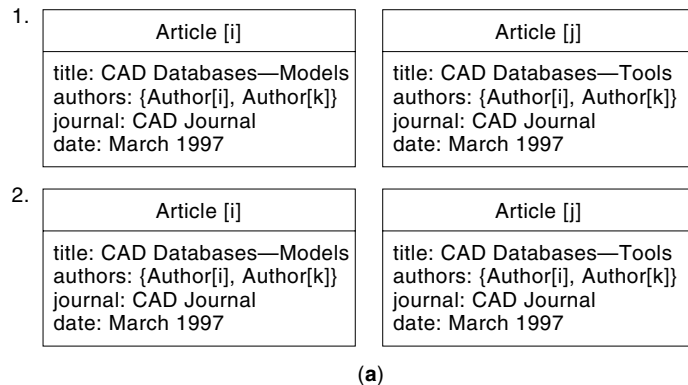 1.
Article [i]
title: CAD Databases—Models
authors: {Author[i], Author[k]}
journal: CAD Journal
date: March 1997
Article [j]
title: CAD Databases—Tools
authors: {Author[i], Author[k]}
journal: CAD Journal
date: March 1997
2.
Article [i]
title: CAD Databases—Models
authors: {Author[i], Author[k]}
journal: CAD Journal
date: March 1997
Article [j]
title: CAD Databases—Tools
authors: {Author[i], Author[k]}
journal: CAD Journal
date: March 1997
(a)